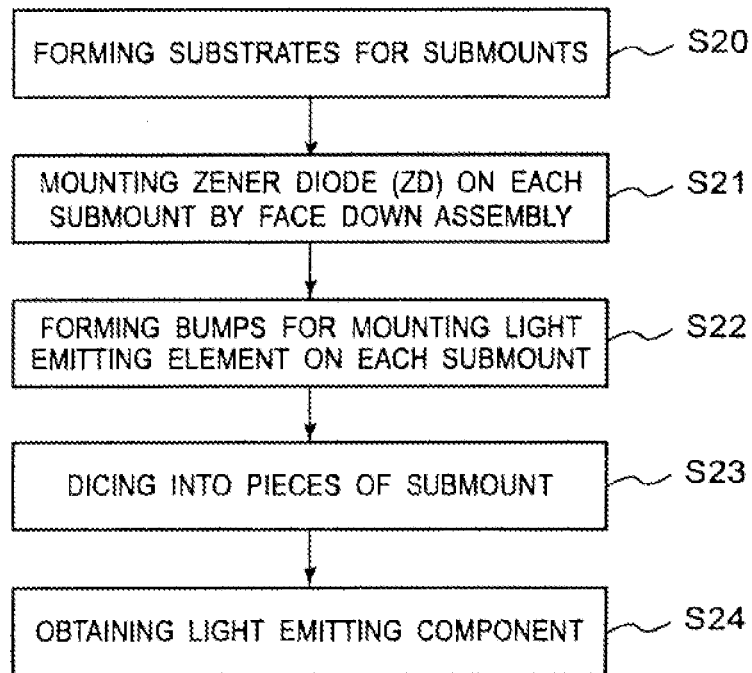 FORMING SUBSTRATES FOR SUBMOUNTS
S20
MOUNTING ZENER DIODE (ZD) ON EACH
SUBMOUNT BY FACE DOWN ASSEMBLY
S21
FORMING BUMPS FOR MOUNTING LIGHT
EMITTING ELEMENT ON EACH SUBMOUNT
S22
DICING INTO PIECES OF SUBMOUNT
S23
OBTAINING LIGHT EMITTING COMPONENT
S24